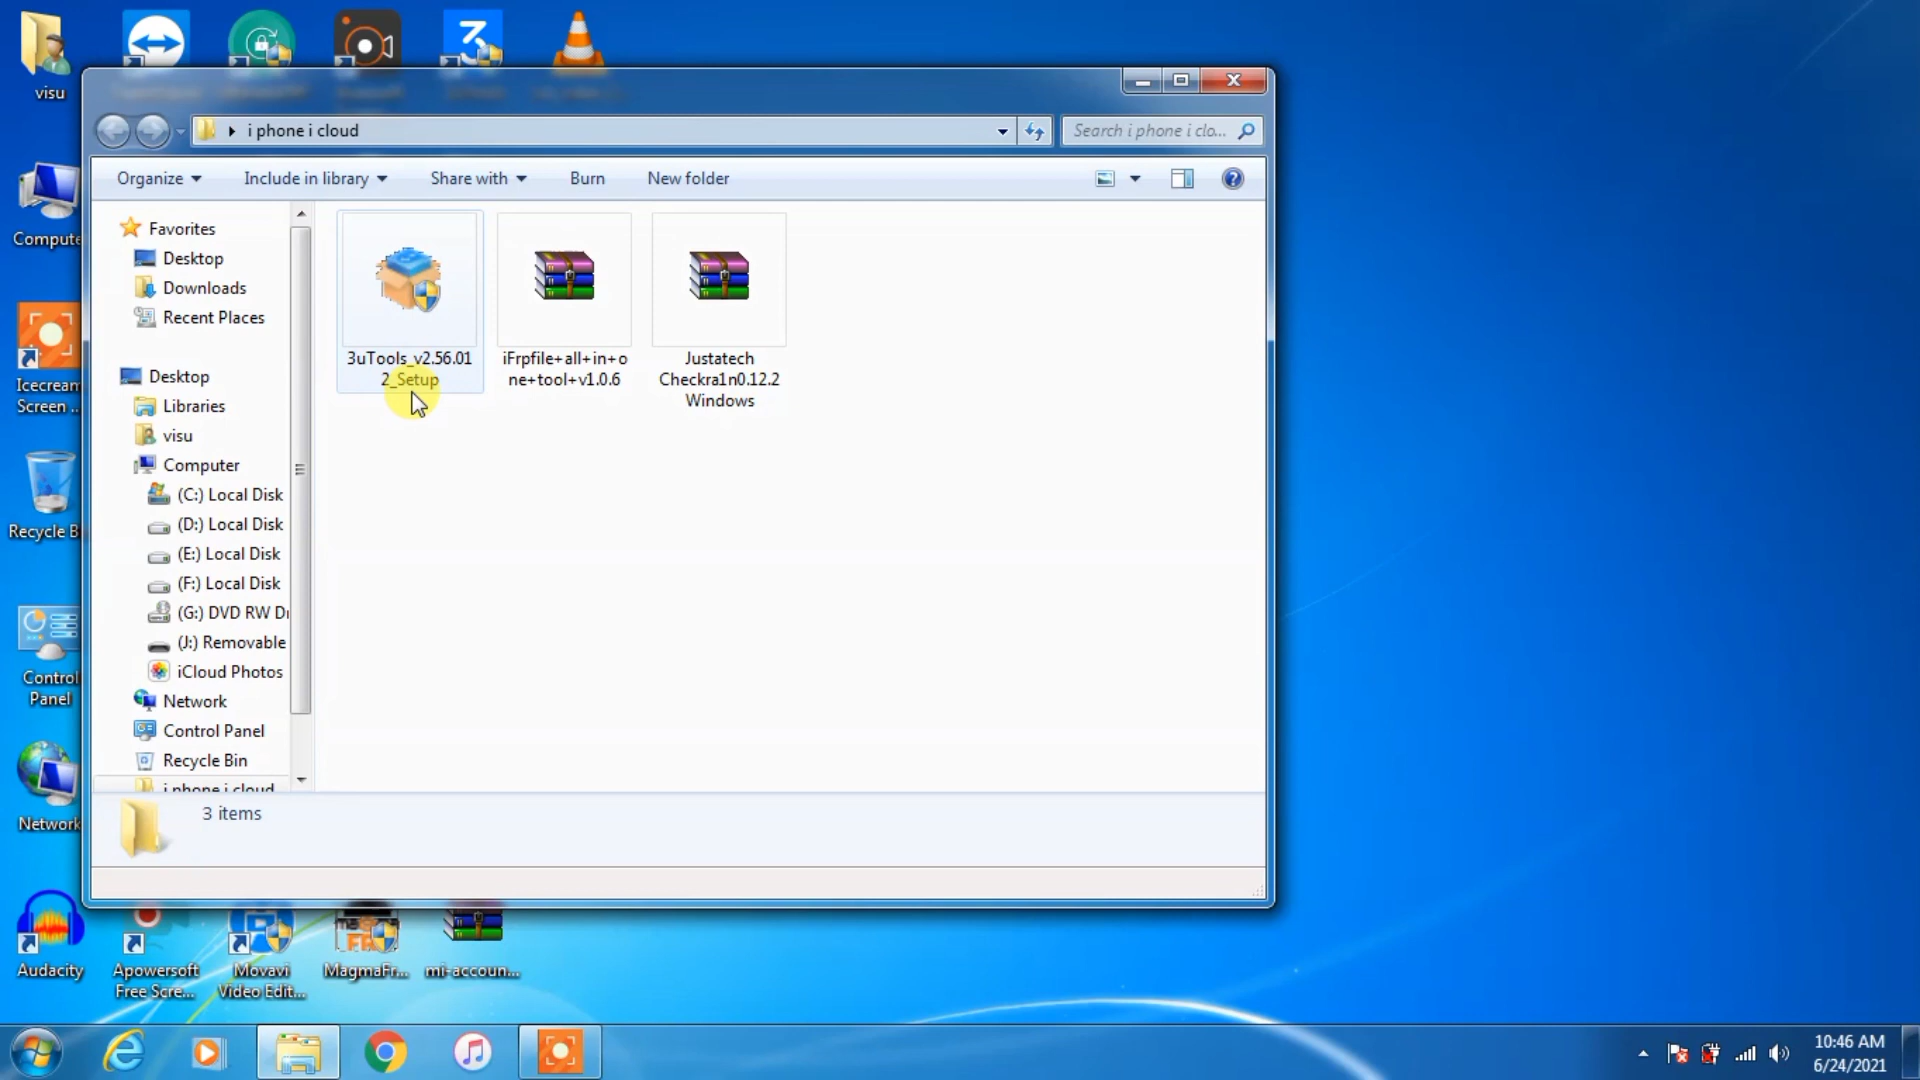 visu
i phone i cloud
Search i phone i clo...
Organize
Include in library
Share with
Burn
New folder
Favorites
Desktop
Downloads
Recent Places
Desktop
Libraries
visu
Computer
(C:) Local Disk
(D:) Local Disk
(E:) Local Disk
(F:) Local Disk
(G:) DVD RW Dr
(J:) Removable
iCloud Photos
Network
Control Panel
Recycle Bin
i phone i cloud
3uTools_v2.56.01
2_Setup
iFrpfile+all+in+o
ne+tool+v1.0.6
Justatech
Checkra1n0.12.2
Windows
3 items
Compute
Icecream
Screen ...
Recycle B
Control
Panel
Network
Audacity
Apowersoft
Free Scre...
Movavi
Video Edit...
MagmaFr...
mi-accoun...
10:46 AM
6/24/2021